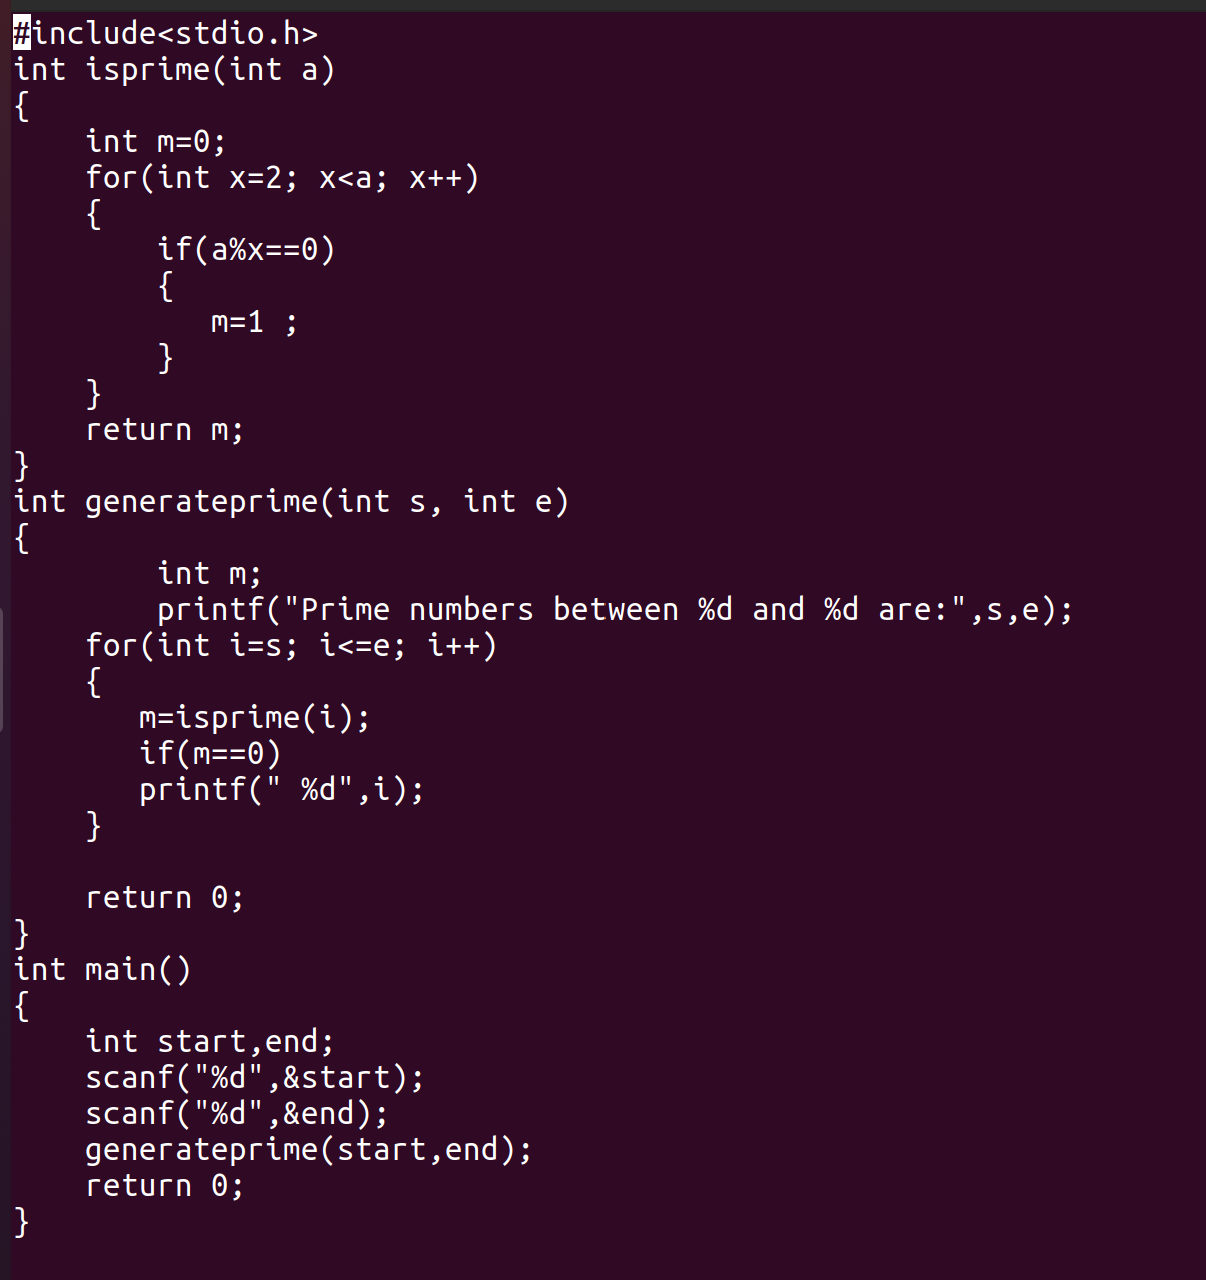 #include<stdio.h>
int isprime(int a)
{
    int m=0;
    for(int x=2; x<a; x++)
    {
        if(a%x==0)
        {
           m=1 ;
        }
    }
    return m;
}
int generateprime(int s, int e)
{
        int m;
        printf("Prime numbers between %d and %d are:",s,e);
    for(int i=s; i<=e; i++)
    {
       m=isprime(i);
       if(m==0)
       printf(" %d",i);
    }

    return 0;
}
int main()
{
    int start,end;
    scanf("%d",&start);
    scanf("%d",&end);
    generateprime(start,end);
    return 0;
}